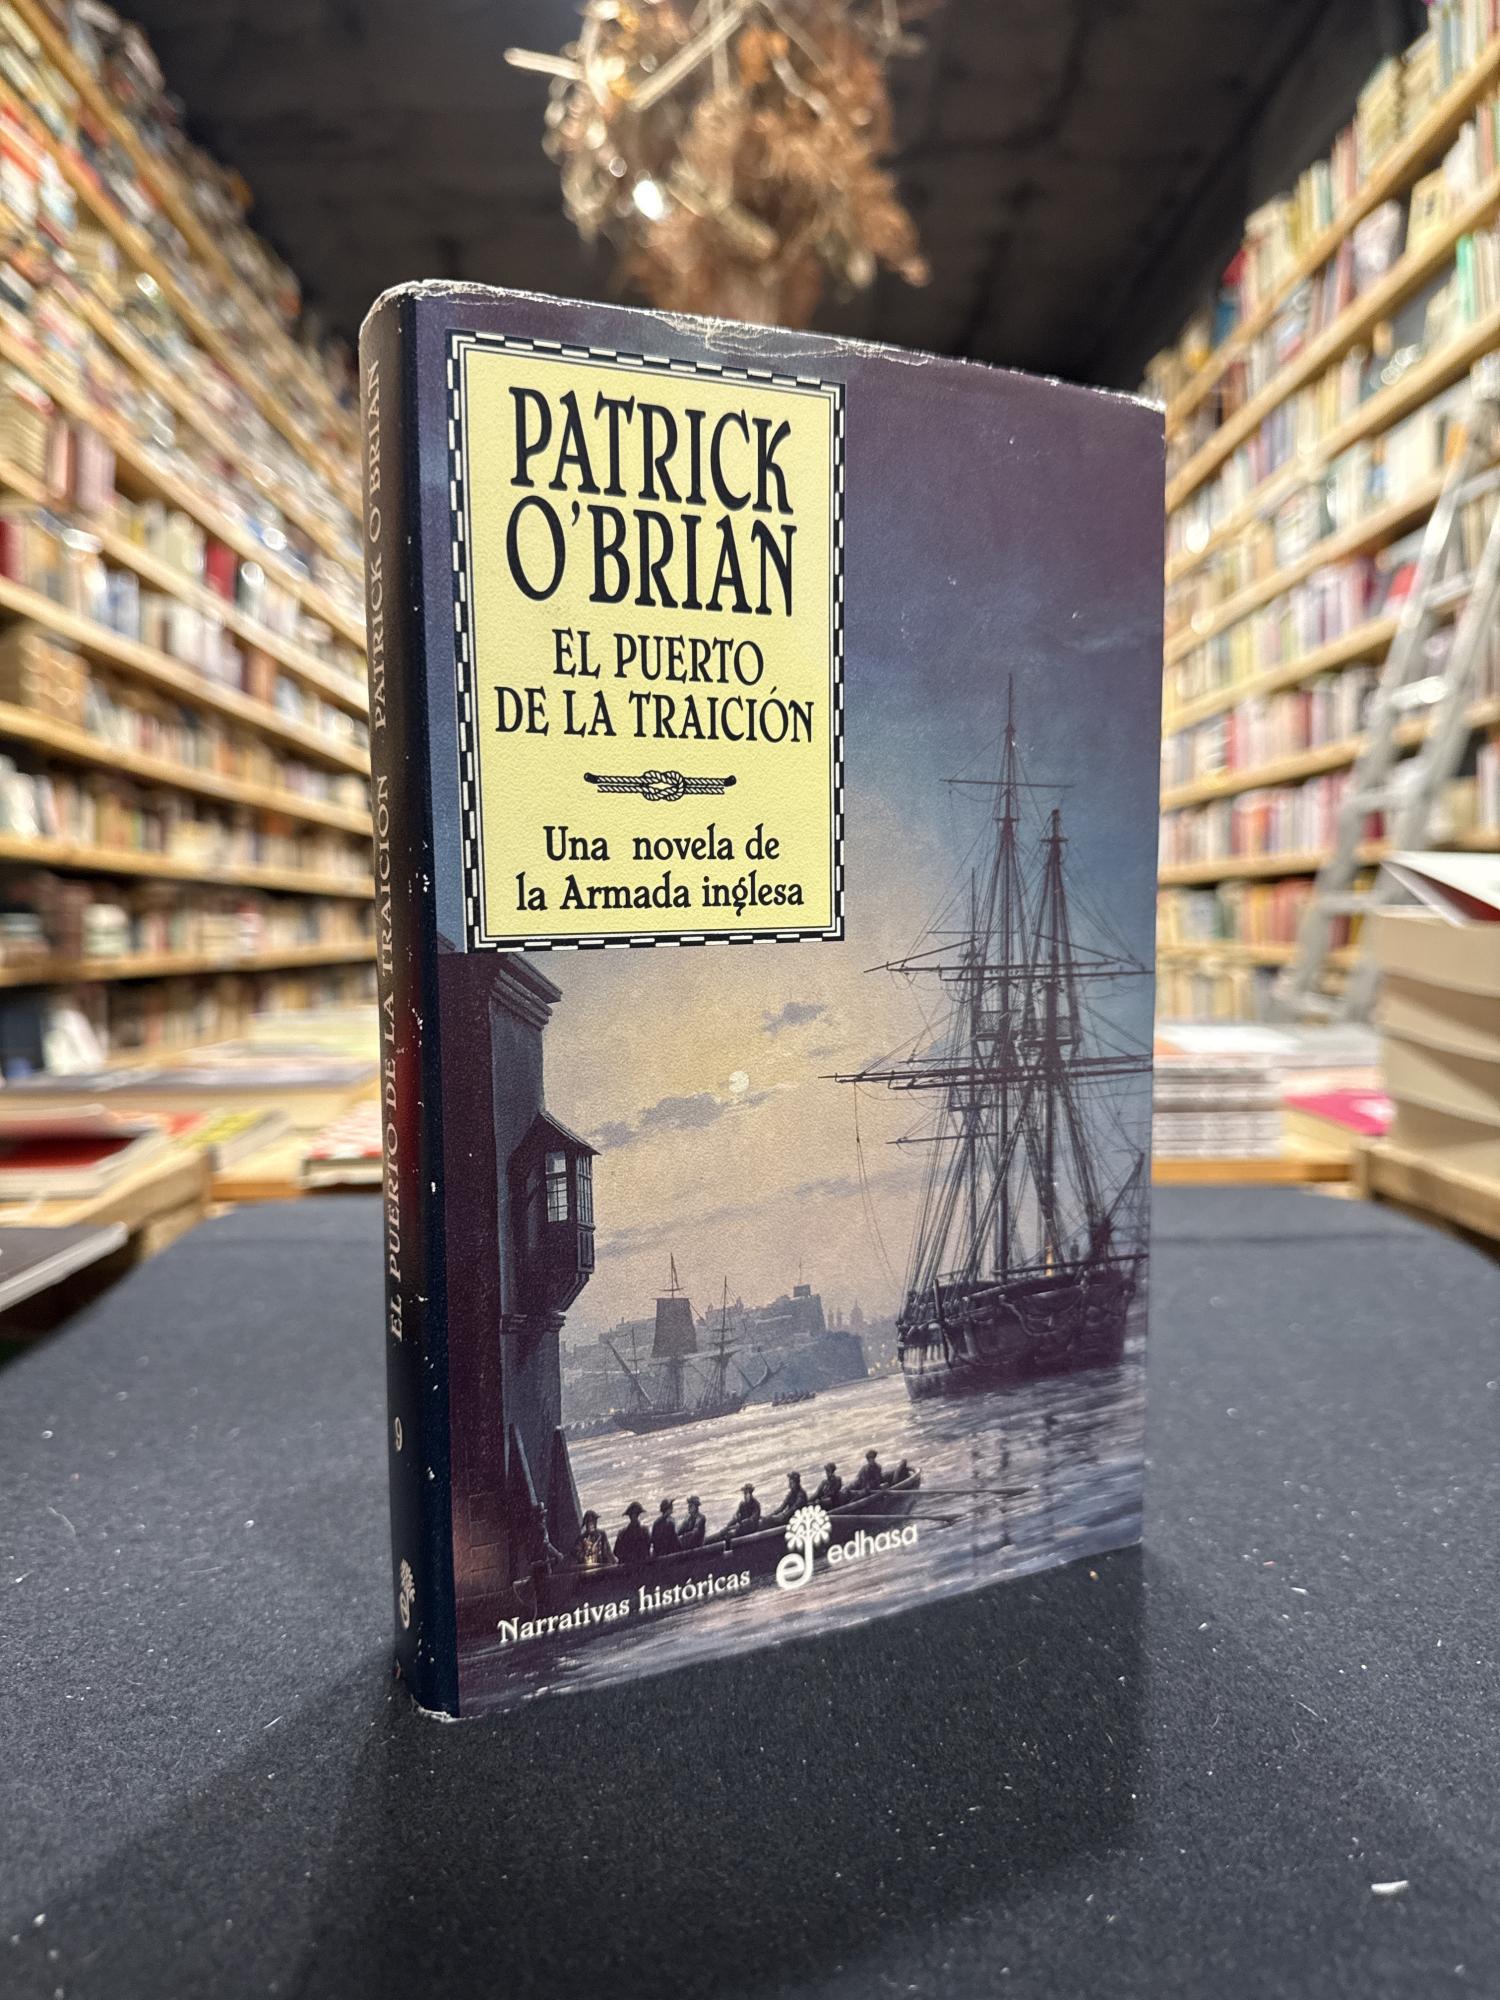 PATRICK
O'BRIAN
EL PUERTO
DE LA TRAICIÓN
Una novela de
la Armada inglesa
Narrativas históricas
edhasa
EL PUERTO DE LA TRAICIÓN PATRICK O'BRIAN
9